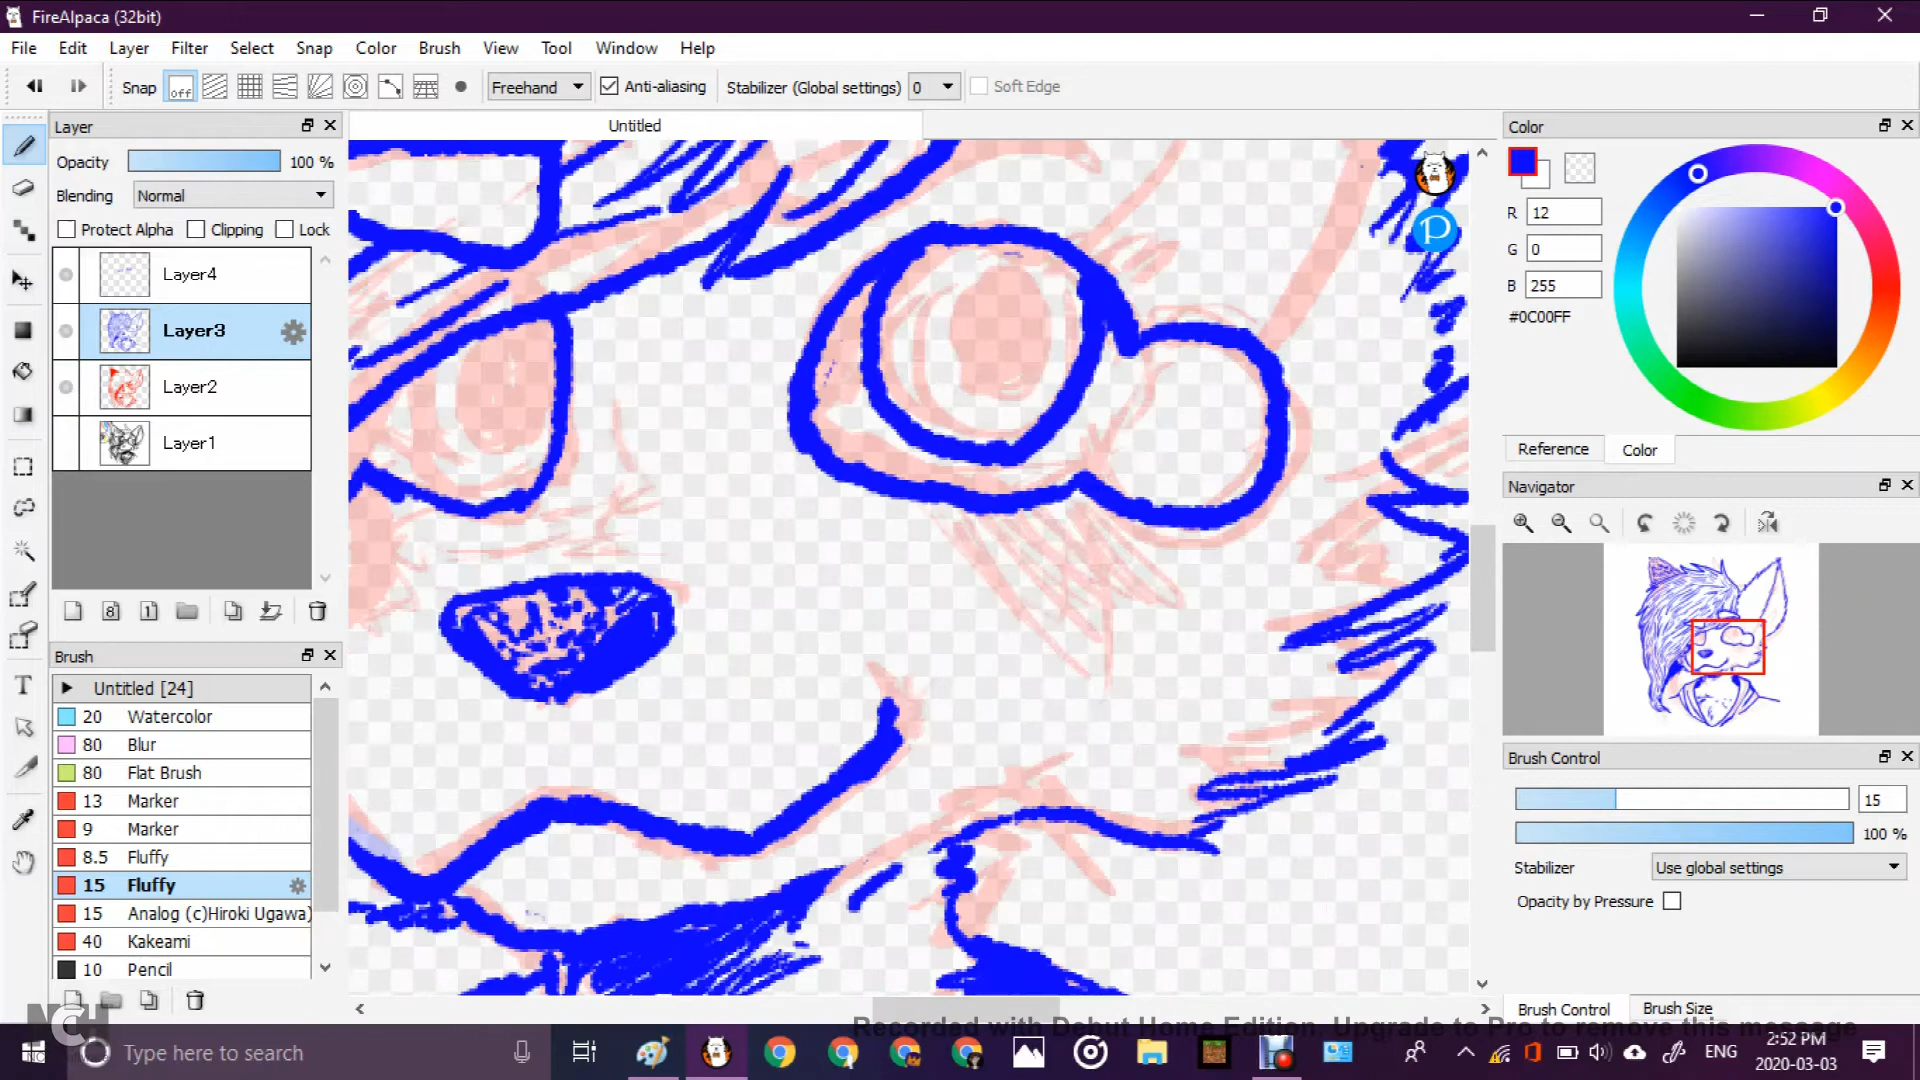 FireAlpaca (32bit)
File Edit Layer Filter Select Snap Color Brush View Tool Window Help
Snap off Freehand Anti-aliasing Stabilizer (Global settings) 0 Soft Edge
Layer
Untitled
Color
Opacity 100 %
Blending Normal
Protect Alpha Clipping Lock
Layer4
Layer3
Layer2
Layer1
R 12
G 0
B 255
#0C00FF
Reference Color
Navigator
8 1
Brush
Untitled [24]
20 Watercolor
80 Blur
80 Flat Brush
13 Marker
9 Marker
8.5 Fluffy
15 Fluffy
15 Analog (c)Hiroki Ugawa)
40 Kakeami
10 Pencil
P
Brush Control
15
100 %
Stabilizer Use global settings
Opacity by Pressure
Brush Control Brush Size
NCH
Recorded with Debut Home Edition. Upgrade to Pro to remove this message
Type here to search
ENG
2:52 PM
2020-03-03